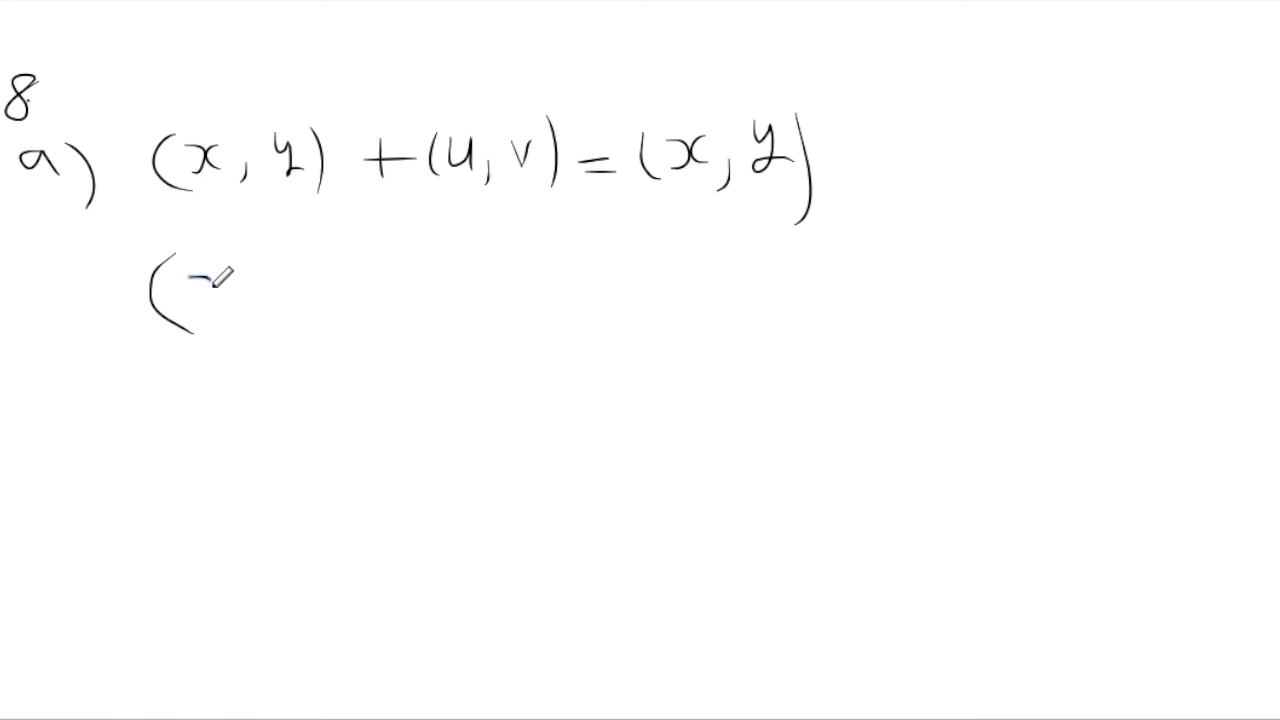 8.
a) (x, y) + (u, v) = (x, y)
(